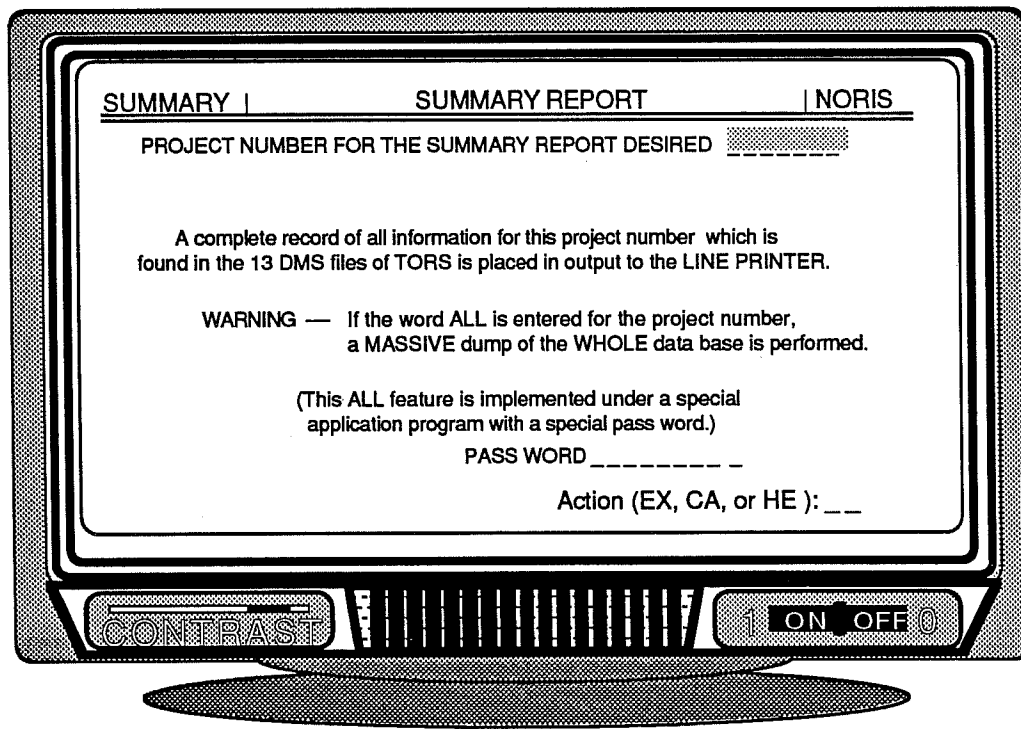 SUMMARY | SUMMARY REPORT | NORIS
PROJECT NUMBER FOR THE SUMMARY REPORT DESIRED _ _ _ _ _ _ _
A complete record of all information for this project number which is
found in the 13 DMS files of TORS is placed in output to the LINE PRINTER.
WARNING — If the word ALL is entered for the project number,
a MASSIVE dump of the WHOLE data base is performed.
(This ALL feature is implemented under a special
application program with a special pass word.)
PASS WORD _ _ _ _ _ _ _ _ _ _
Action (EX, CA, or HE ): _ _
CONTRAST
1 ON OFF 0